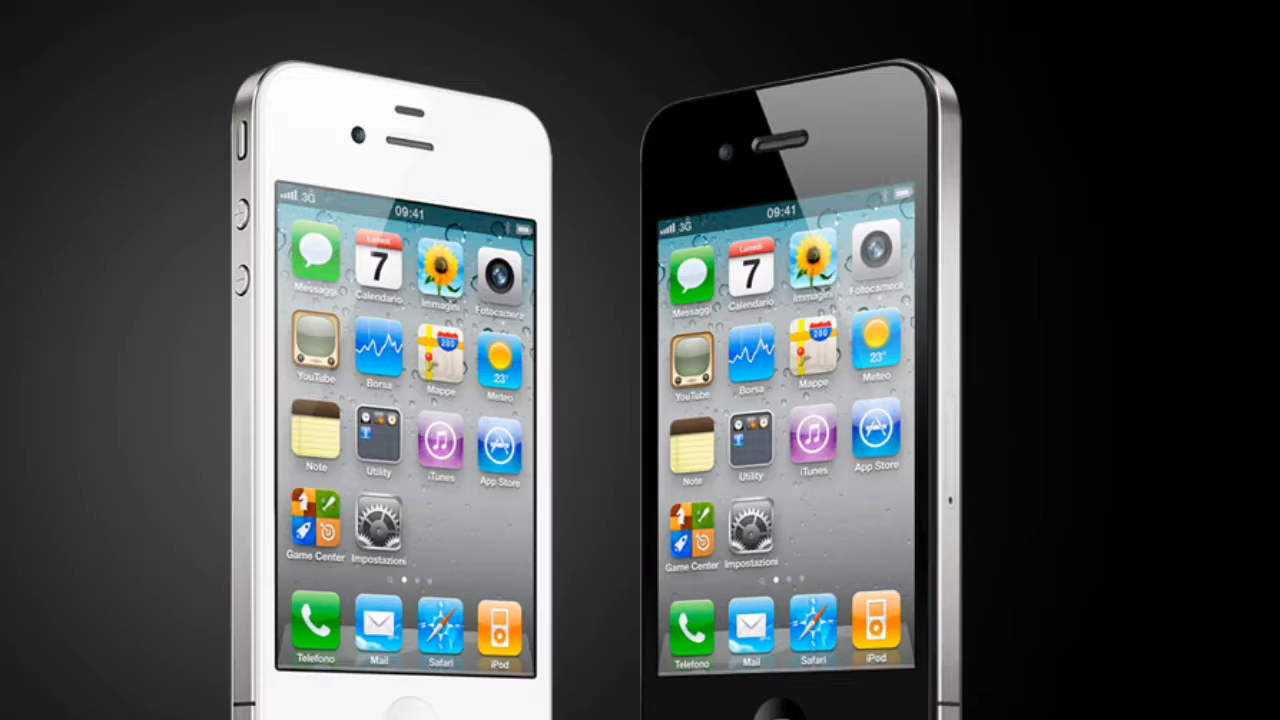 3G 09:41
Messaggi Calendario Immagini Fotocamera
Lunedì
7
YouTube Borsa Mappe Meteo
280
23°
Note Utility iTunes App Store
Game Center Impostazioni
Telefono Mail Safari iPod
3G 09:41
Messaggi Calendario Immagini Fotocamera
Lunedì
7
YouTube Borsa Mappe Meteo
280
23°
Note Utility iTunes App Store
Game Center Impostazioni
Telefono Mail Safari iPod